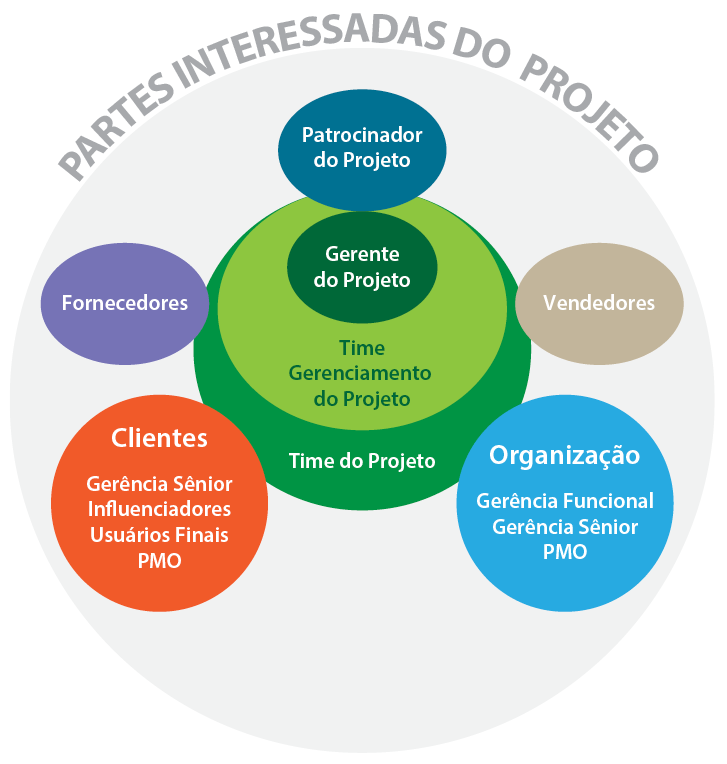 PARTES INTERESSADAS DO PROJETO
Patrocinador
do Projeto
Gerente
do Projeto
Fornecedores
Vendedores
Time
Gerenciamento
do Projeto
Time do Projeto
Clientes
Gerência Sênior
Influenciadores
Usuários Finais
PMO
Organização
Gerência Funcional
Gerência Sênior
PMO